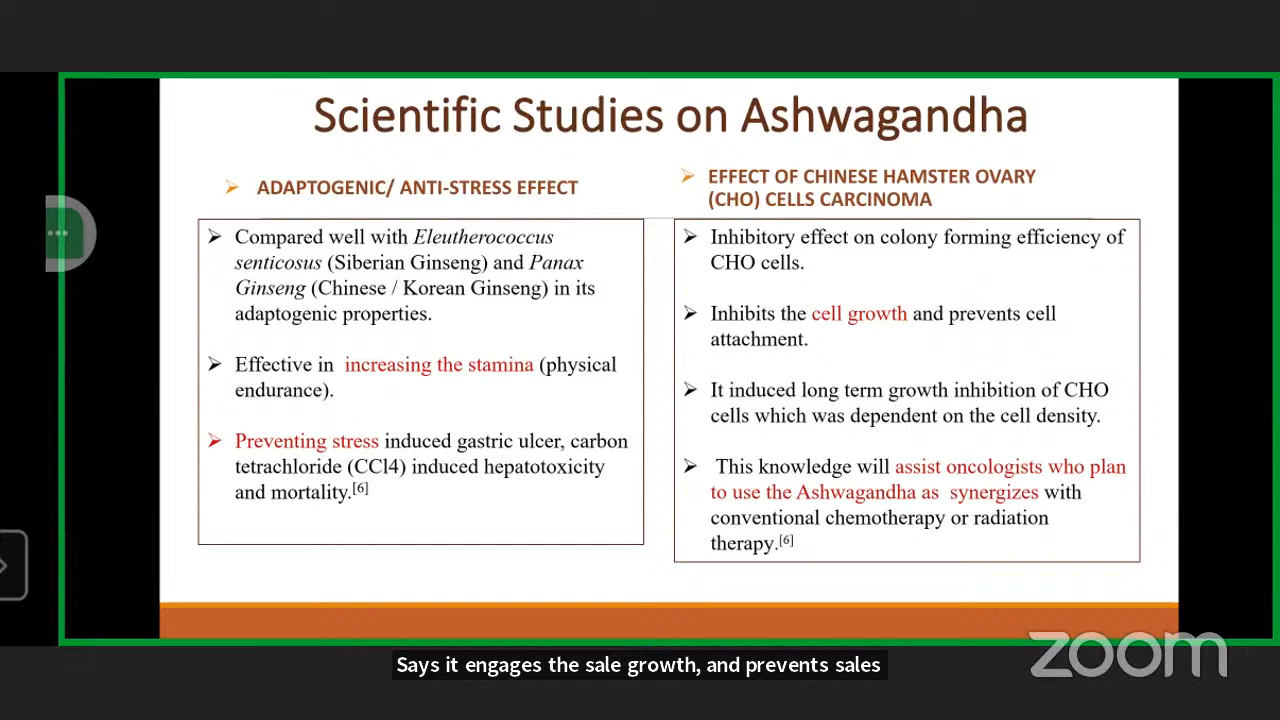 Scientific Studies on Ashwagandha
ADAPTOGENIC/ ANTI-STRESS EFFECT
Compared well with Eleutherococcus
senticosus (Siberian Ginseng) and Panax
Ginseng (Chinese / Korean Ginseng) in its
adaptogenic properties.
Effective in increasing the stamina (physical
endurance).
Preventing stress induced gastric ulcer, carbon
tetrachloride (CCl4) induced hepatotoxicity
and mortality.[6]
EFFECT OF CHINESE HAMSTER OVARY
(CHO) CELLS CARCINOMA
Inhibitory effect on colony forming efficiency of
CHO cells.
Inhibits the cell growth and prevents cell
attachment.
It induced long term growth inhibition of CHO
cells which was dependent on the cell density.
This knowledge will assist oncologists who plan
to use the Ashwagandha as synergizes with
conventional chemotherapy or radiation
therapy.[6]
zoom
Says it engages the sale growth, and prevents sales